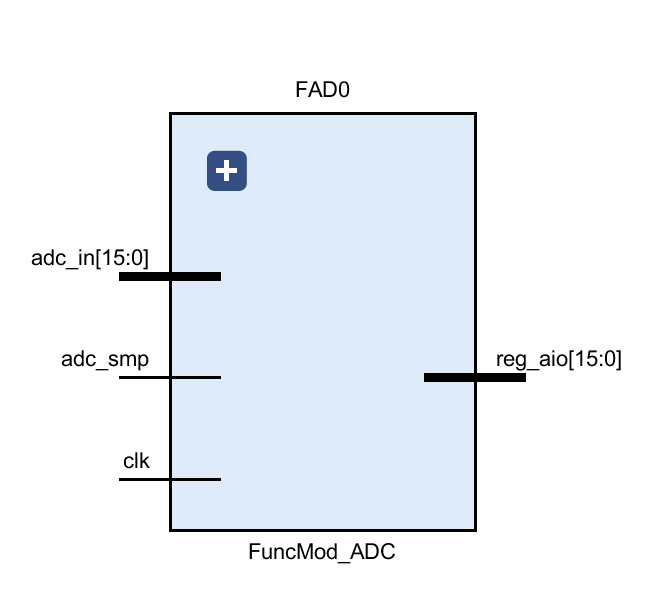 FAD0
adc_in[15:0]
adc_smp
reg_aio[15:0]
clk
FuncMod_ADC